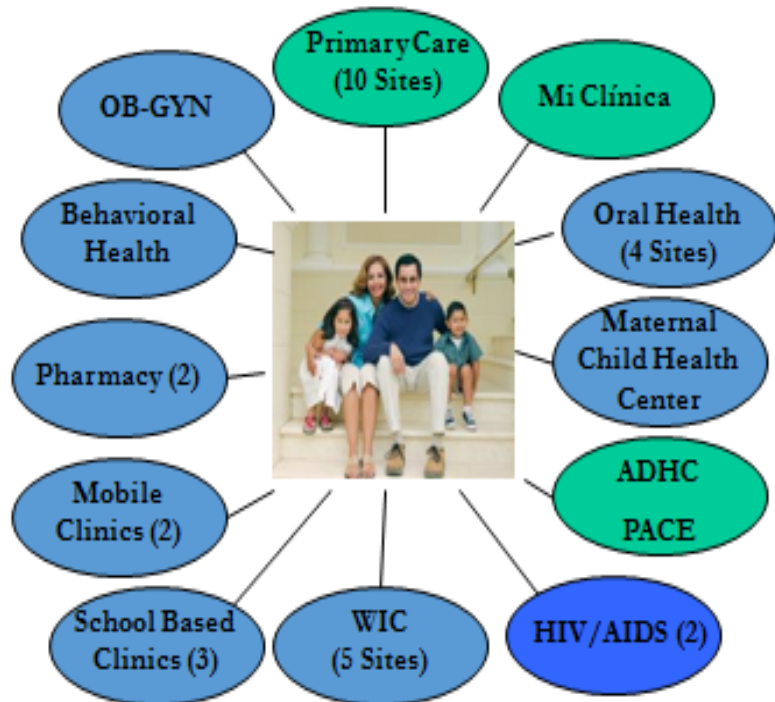 Primary Care
(10 Sites)
OB-GYN
Mi Clínica
Behavioral
Health
Oral Health
(4 Sites)
Pharmacy (2)
Maternal
Child Health
Center
Mobile
Clinics (2)
ADHC
PACE
School Based
Clinics (3)
WIC
(5 Sites)
HIV/AIDS (2)